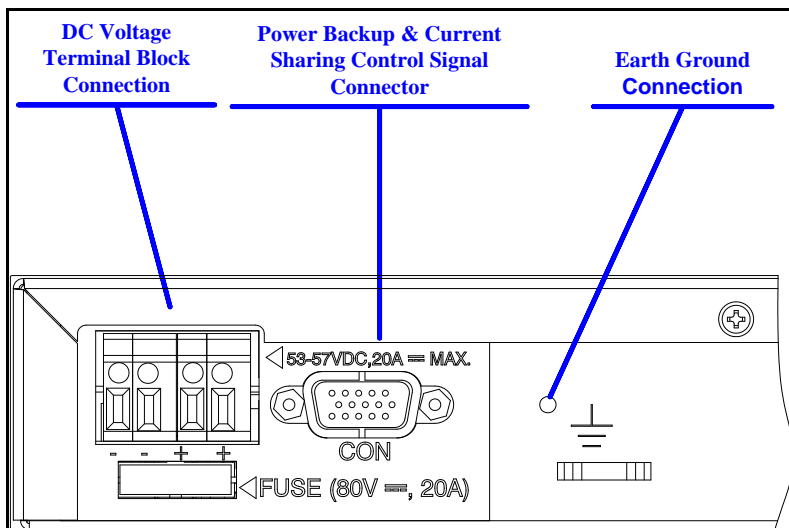 DC Voltage
Terminal Block
Connection
Power Backup & Current
Sharing Control Signal
Connector
Earth Ground
Connection
53-57VDC,20A ⎓ MAX.
CON
- - + +
FUSE (80V ⎓, 20A)